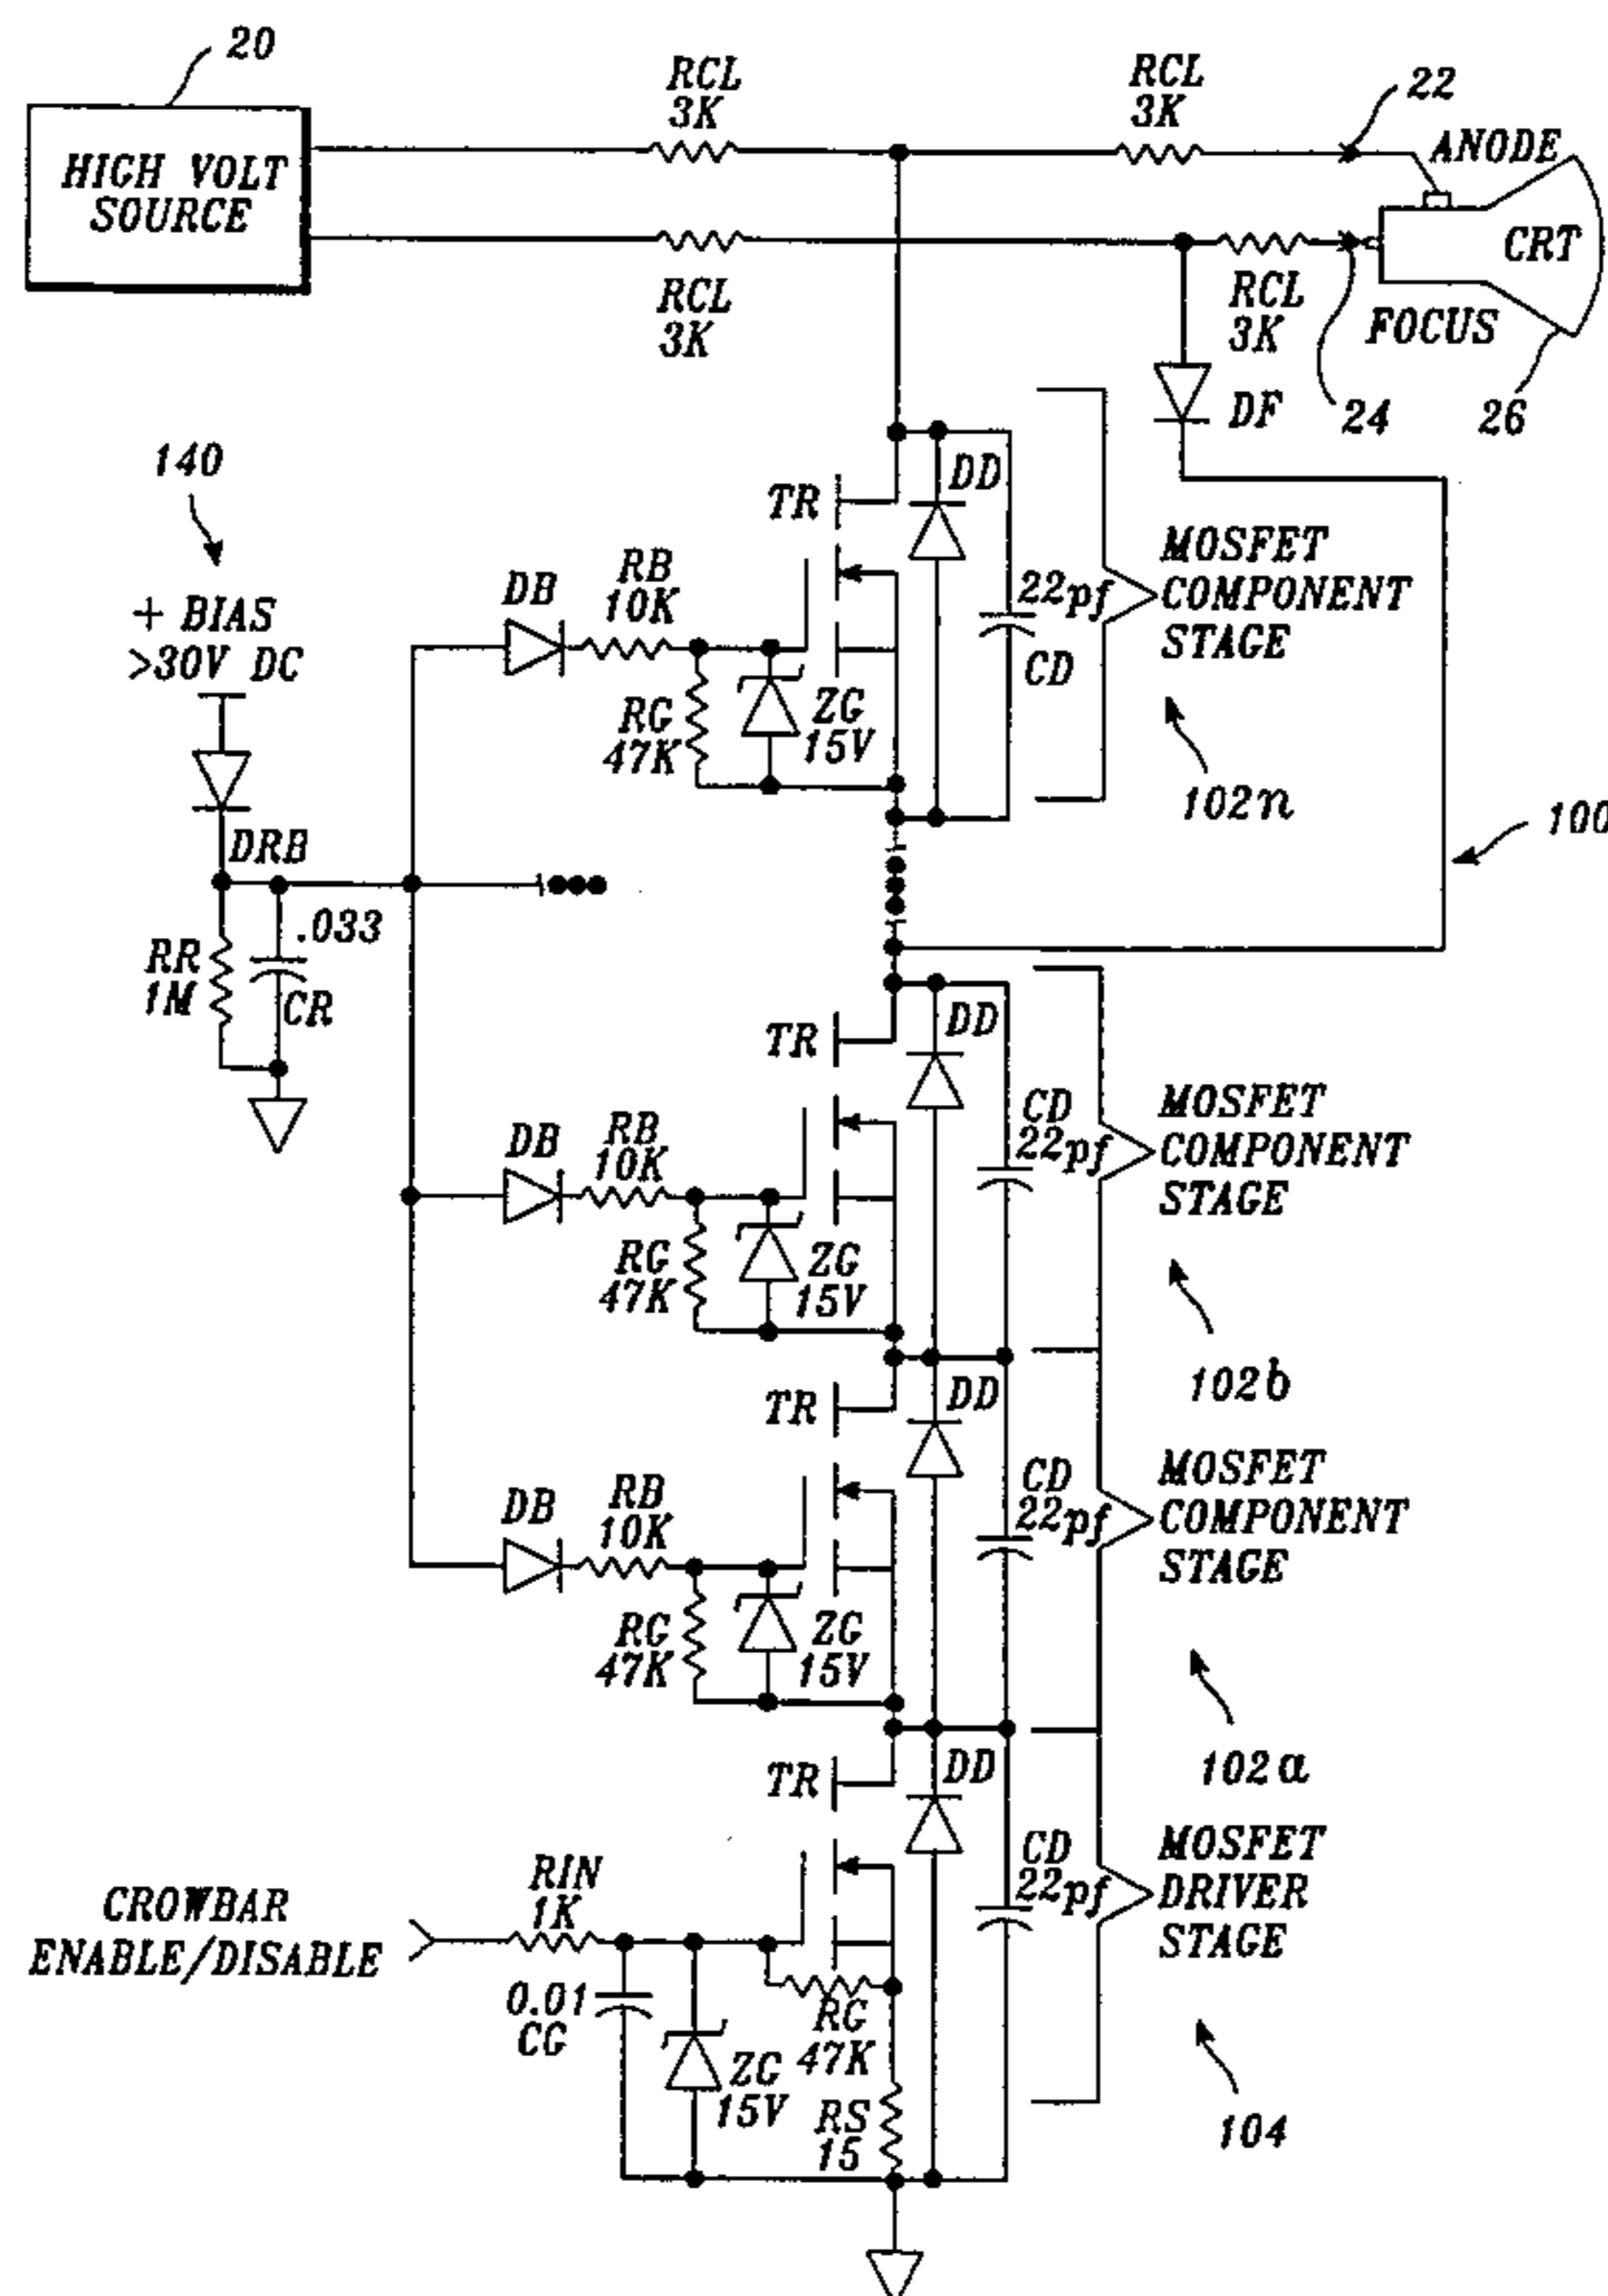 20
HIGH VOLT
SOURCE
RCL
3K
RCL
3K
22
ANODE
CRT
RCL
3K
RCL
3K
FOCUS
DF
24
26
140
+ BIAS
>30V DC
DRB
RR
1M
.033
CR
DB
RB
10K
RG
47K
ZG
15V
TR
DD
22pf
CD
MOSFET
COMPONENT
STAGE
102n
100
TR
DD
DB
RB
10K
RG
47K
ZG
15V
CD
22pf
MOSFET
COMPONENT
STAGE
102b
TR
DD
DB
RB
10K
RG
47K
ZG
15V
CD
22pf
MOSFET
COMPONENT
STAGE
102a
TR
DD
CROWBAR
ENABLE/DISABLE
RIN
1K
0.01
CG
ZG
15V
RG
47K
RS
15
CD
22pf
MOSFET
DRIVER
STAGE
104